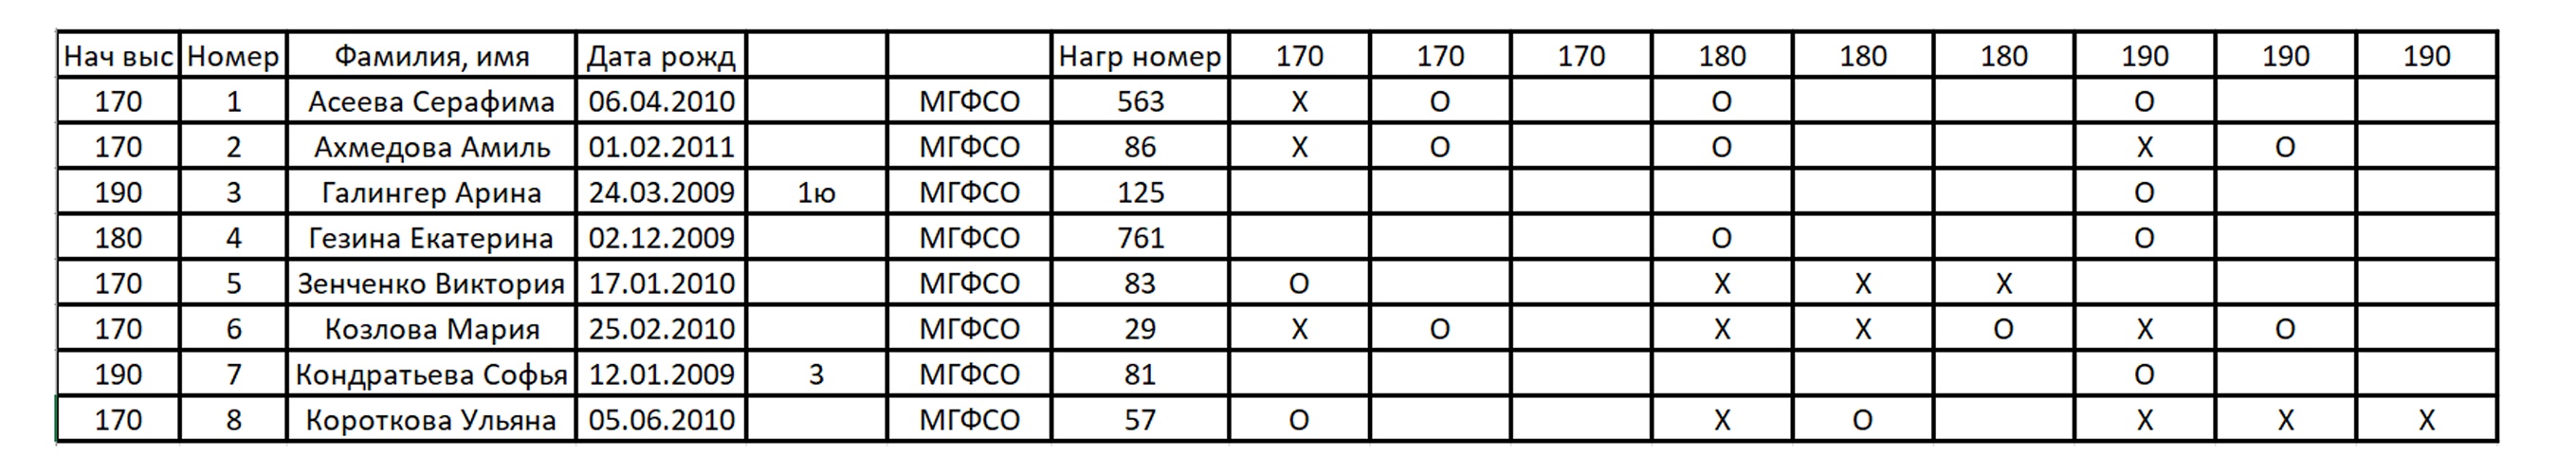 Нач выс Номер Фамилия, имя Дата рожд Нагр номер 170 170 170 180 180 180 190 190 190
170 1 Асеева Серафима 06.04.2010 МГФСО 563 X O O O
170 2 Ахмедова Амиль 01.02.2011 МГФСО 86 X O O X O
190 3 Галингер Арина 24.03.2009 1ю МГФСО 125 O
180 4 Гезина Екатерина 02.12.2009 МГФСО 761 O O
170 5 Зенченко Виктория 17.01.2010 МГФСО 83 O X X X
170 6 Козлова Мария 25.02.2010 МГФСО 29 X O X X O X O
190 7 Кондратьева Софья 12.01.2009 3 МГФСО 81 O
170 8 Короткова Ульяна 05.06.2010 МГФСО 57 O X O X X X